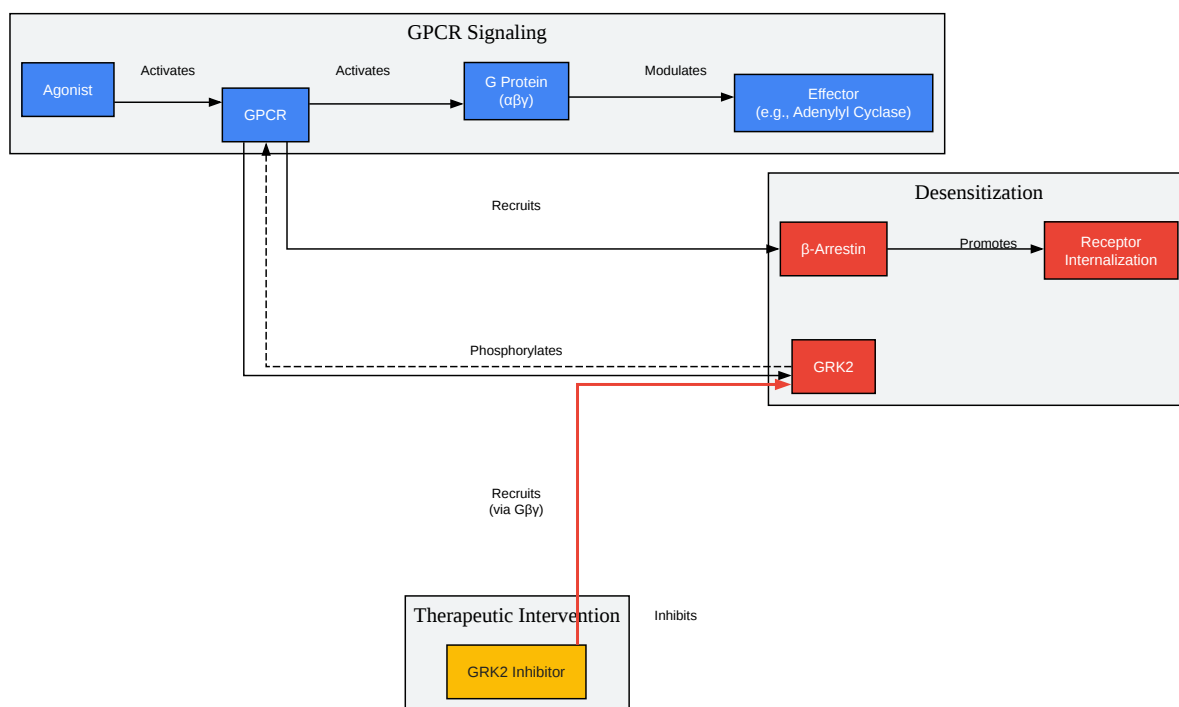 GPCR Signaling
Activates
Activates
Modulates
Agonist
GPCR
G Protein
(αβγ)
Effector
(e.g., Adenylyl Cyclase)
Desensitization
Recruits
β-Arrestin
Promotes
Receptor
Internalization
Phosphorylates
GRK2
Recruits
(via Gβγ)
Therapeutic Intervention
Inhibits
GRK2 Inhibitor